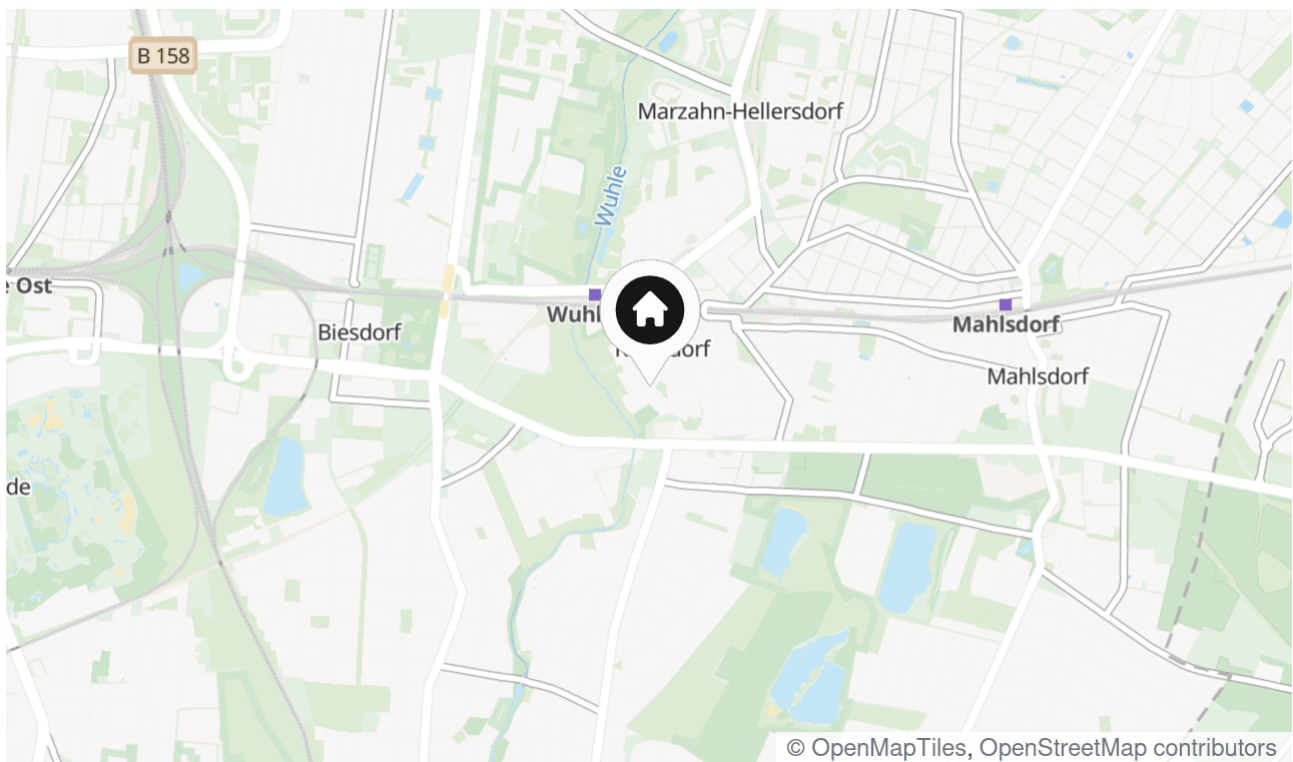 B 158
Marzahn-Hellersdorf
Wuhle
Ost
Wuhl
Biesdorf
dorf
Mahlsdorf
Mahlsdorf
de
© OpenMapTiles, OpenStreetMap contributors